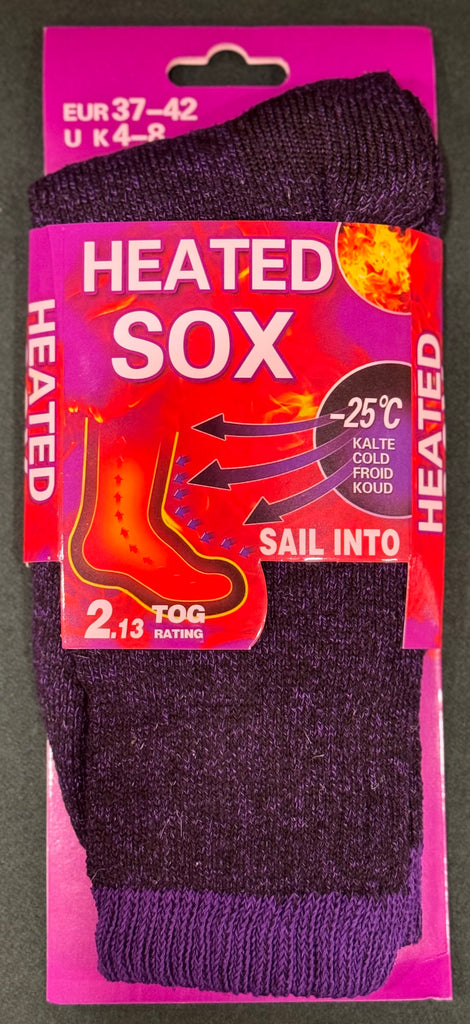 EUR 37–42
U K 4–8
HEATED
SOX
HEATED
-25°C
KALTE
COLD
FROID
KOUD
HEATED
SAIL INTO
2.13 TOG
RATING